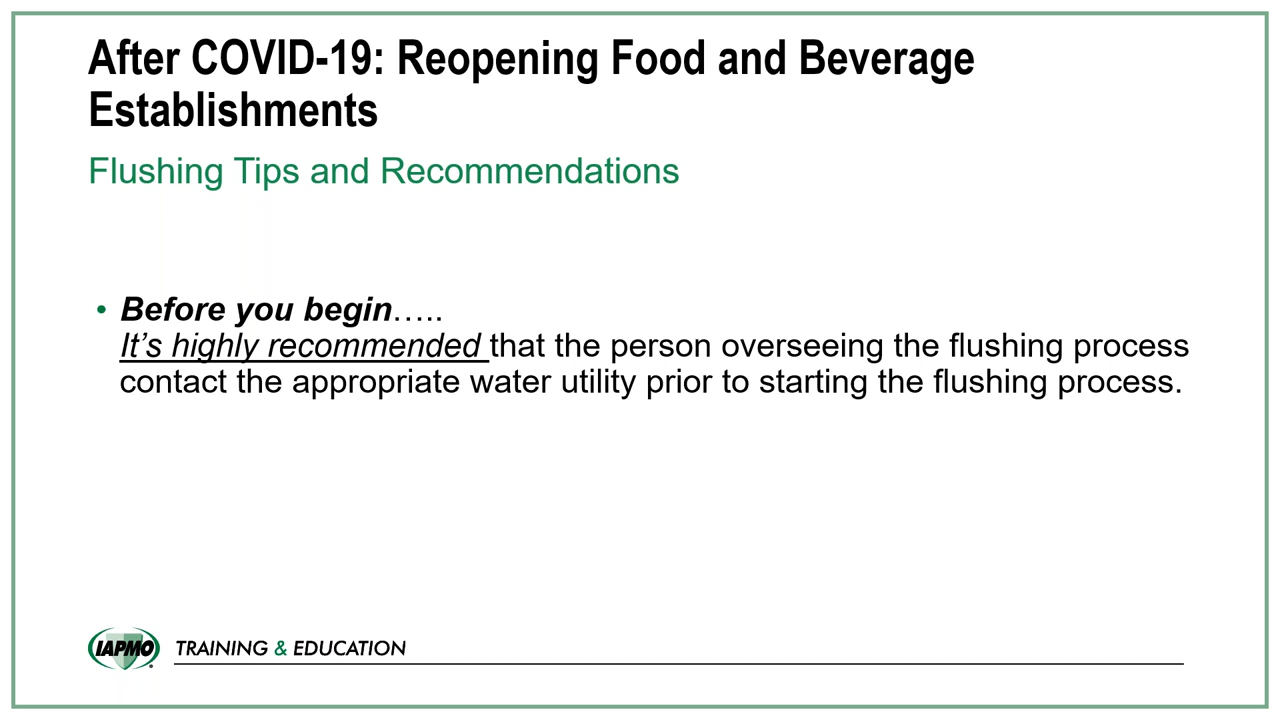 After COVID-19: Reopening Food and Beverage
Establishments
Flushing Tips and Recommendations
• Before you begin…..
It’s highly recommended that the person overseeing the flushing process
contact the appropriate water utility prior to starting the flushing process.
IAPMO TRAINING & EDUCATION